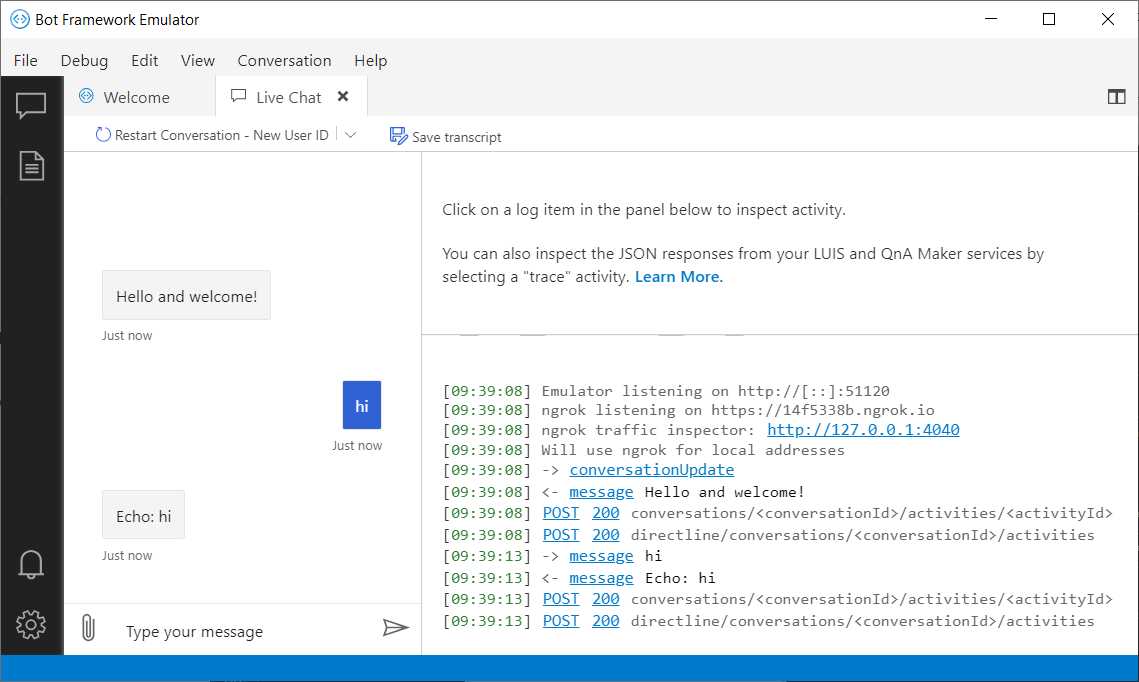 Bot Framework Emulator
File Debug Edit View Conversation Help
Welcome
Live Chat
Restart Conversation - New User ID
Save transcript
Hello and welcome!
Just now
hi
Just now
Echo: hi
Just now
Type your message
Click on a log item in the panel below to inspect activity.
You can also inspect the JSON responses from your LUIS and QnA Maker services by
selecting a "trace" activity. Learn More.
[09:39:08] Emulator listening on http://[::]:51120
[09:39:08] ngrok listening on https://14f5338b.ngrok.io
[09:39:08] ngrok traffic inspector: http://127.0.0.1:4040
[09:39:08] Will use ngrok for local addresses
[09:39:08] -> conversationUpdate
[09:39:08] <- message Hello and welcome!
[09:39:08] POST 200 conversations/<conversationId>/activities/<activityId>
[09:39:08] POST 200 directline/conversations/<conversationId>/activities
[09:39:13] -> message hi
[09:39:13] <- message Echo: hi
[09:39:13] POST 200 conversations/<conversationId>/activities/<activityId>
[09:39:13] POST 200 directline/conversations/<conversationId>/activities